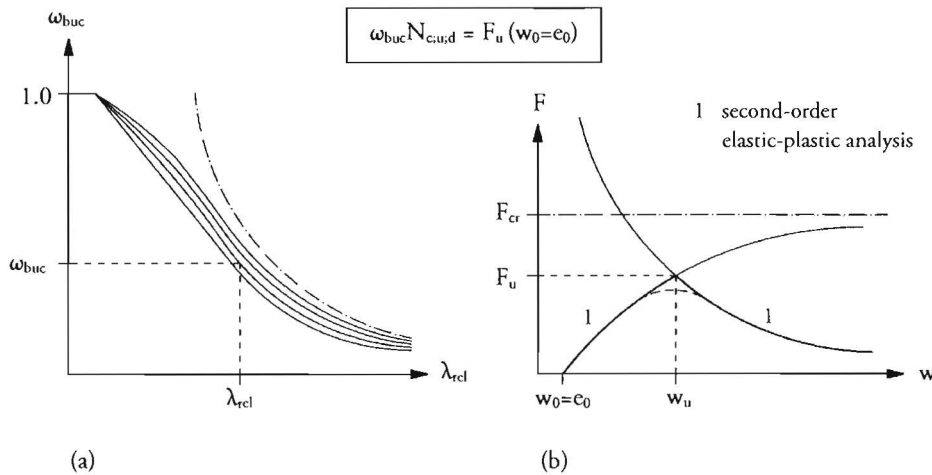 ω_buc N_c;u;d = F_u (w_0=e_0)
ω_buc
1.0
ω_buc
λ_rel
λ_rel
(a)
F
1 second-order
elastic-plastic analysis
F_cr
F_u
1
1
w_0=e_0
w_u
w
(b)